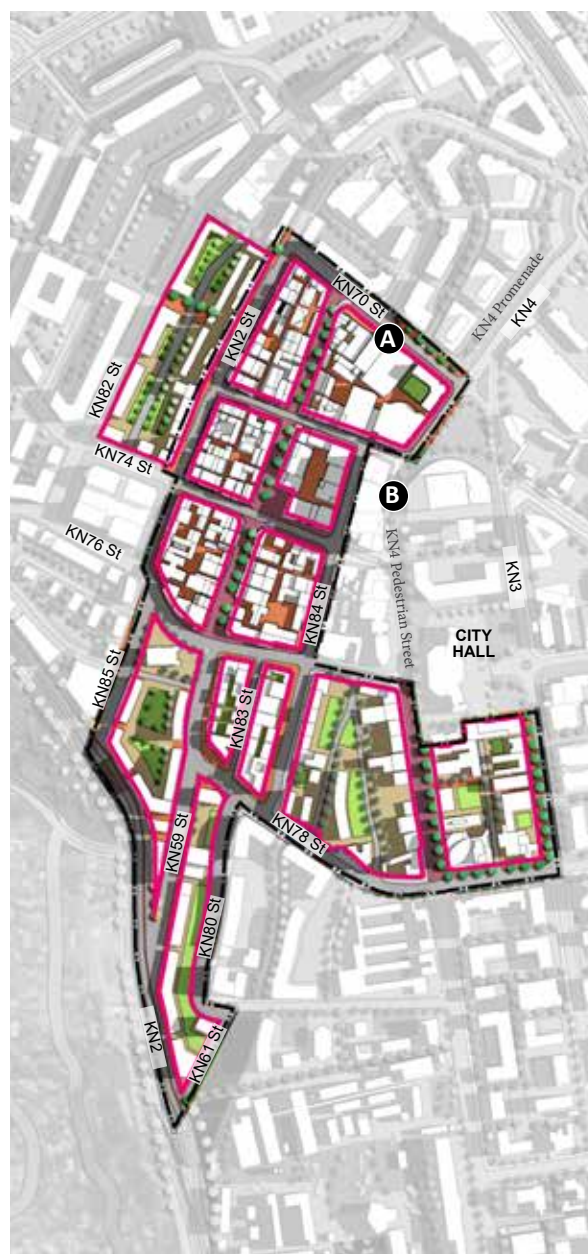 KN70 St
KN4 Promenade
KN4
A
KN2 St
KN82 St
KN74 St
B
KN76 St
KN4 Pedestrian Street
KN3
KN84 St
CITY
HALL
KN85 St
KN83 St
KN59 St
KN78 St
KN80 St
KN2
KN61 St